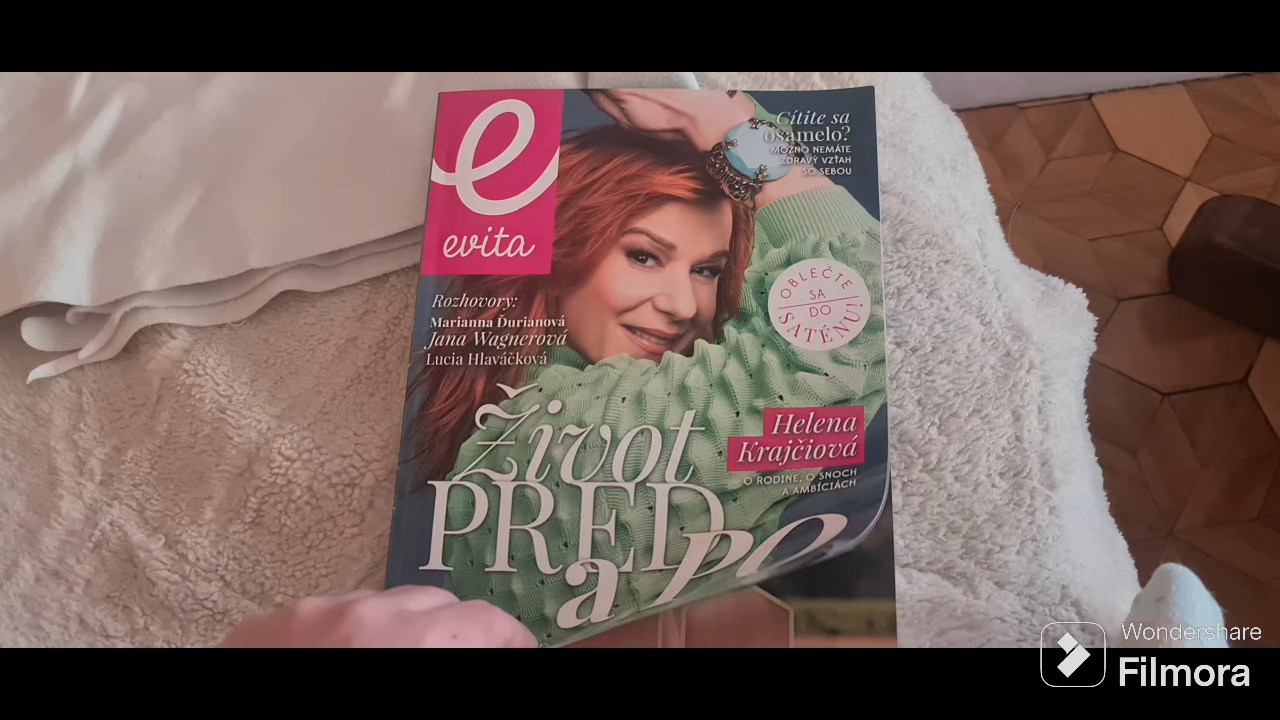 e
evita
Cítite sa
osamelo?
MOŽNO NEMÁTE
ZDRAVÝ VZŤAH
SO SEBOU
OBLEČTE
SA
DO
SATÉNU!
Rozhovory:
Marianna Ďurianová
Jana Wagnerová
Lucia Hlaváčková
Život
PRED
a PO
Helena
Krajčiová
O RODINE, O SNOCH
A AMBÍCIÁCH
Wondershare
Filmora